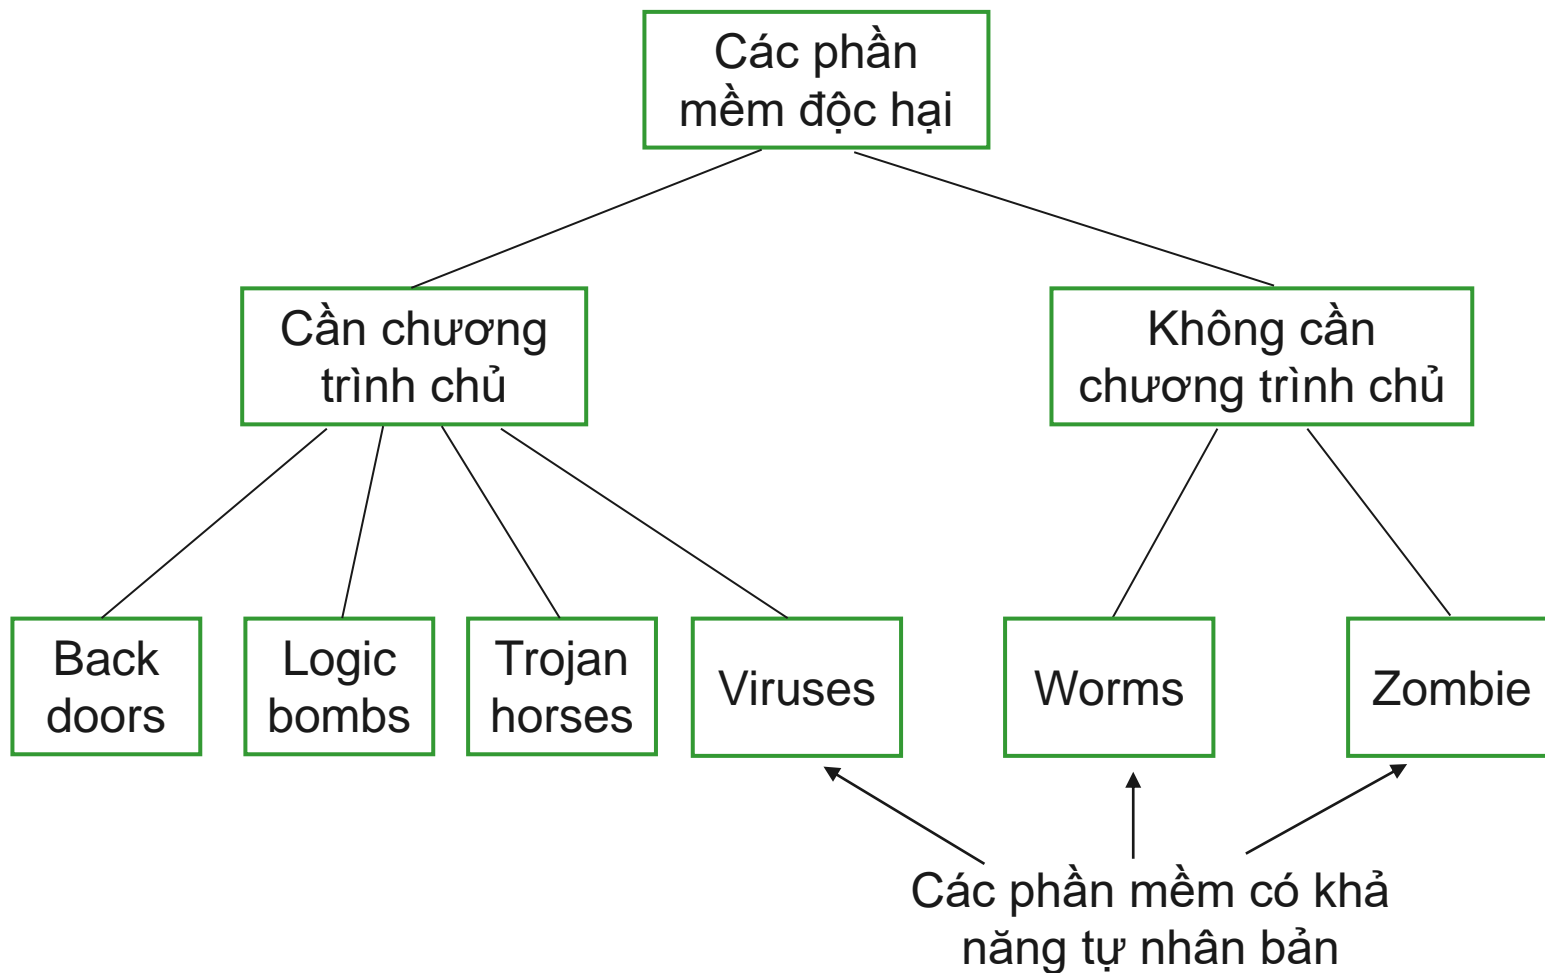 Các phần
mềm độc hại
Cần chương
trình chủ
Không cần
chương trình chủ
Back
doors
Logic
bombs
Trojan
horses
Viruses
Worms
Zombie
Các phần mềm có khả
năng tự nhân bản